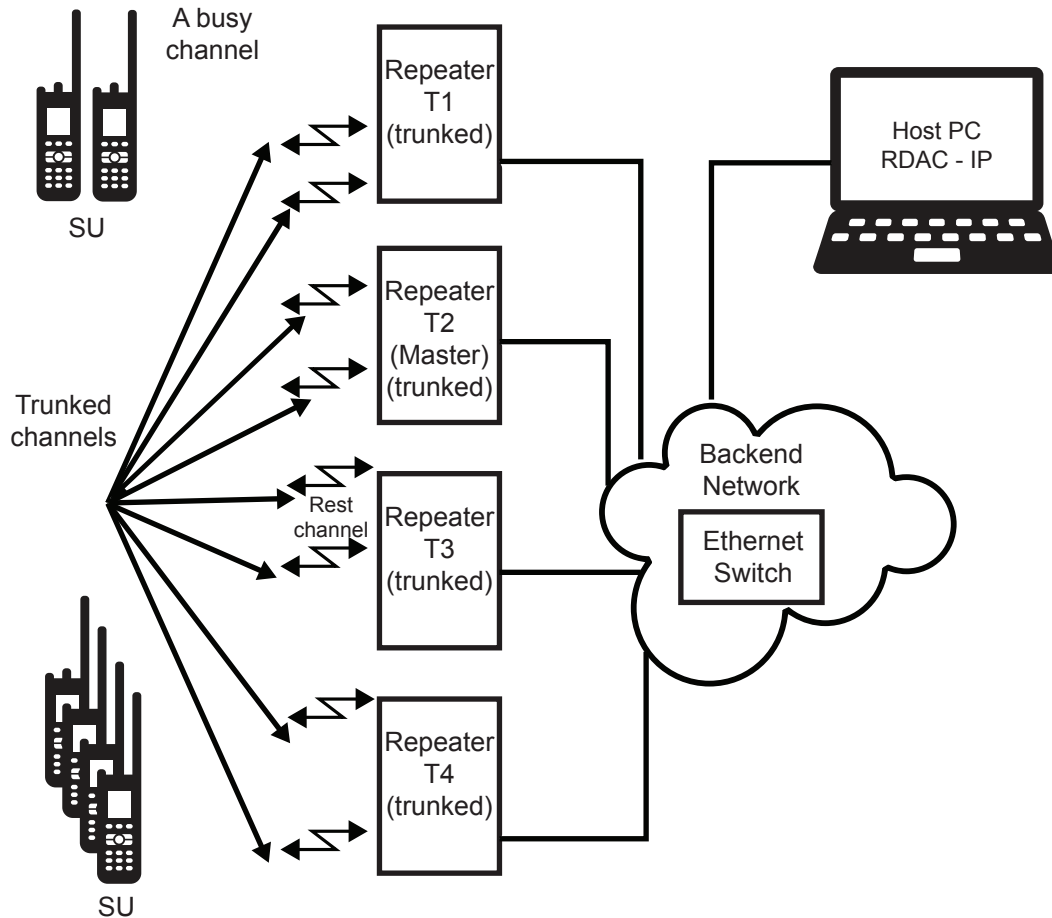 A busy
channel
SU
Repeater
T1
(trunked)
Host PC
RDAC - IP
Repeater
T2
(Master)
(trunked)
Trunked
channels
Rest
channel
Repeater
T3
(trunked)
Backend
Network
Ethernet
Switch
Repeater
T4
(trunked)
SU